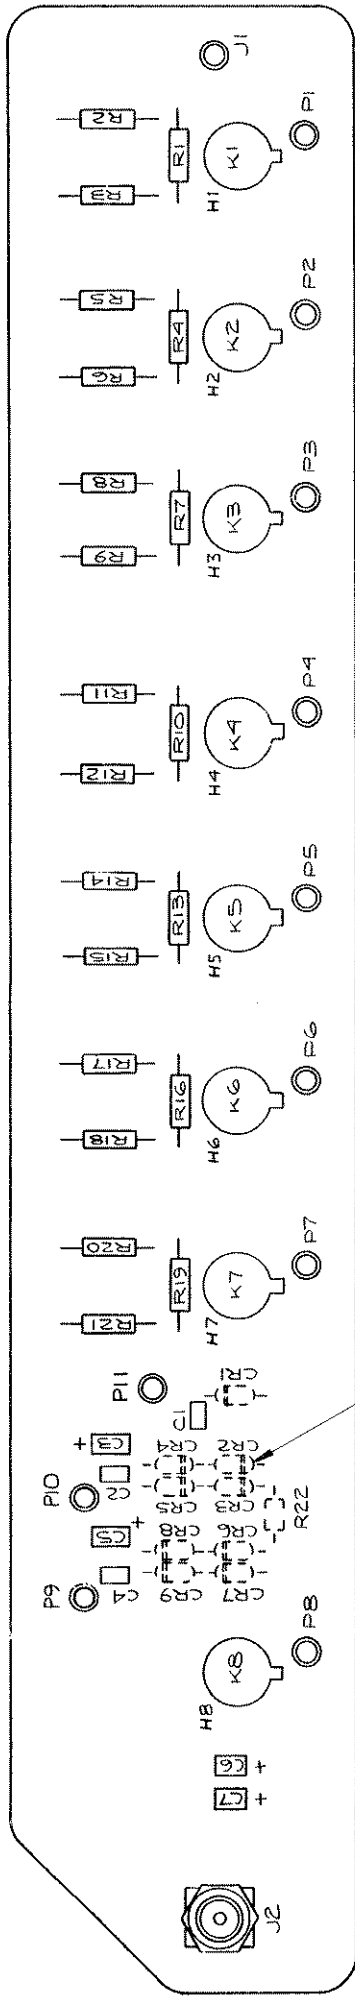 J1
R2
R3
R1
K1
H1
P1
R5
R6
R4
K2
H2
P2
R8
R9
R7
K3
H3
P3
R11
R12
R10
K4
H4
P4
R14
R15
R13
K5
H5
P5
R17
R18
R16
K6
H6
P6
R20
R21
R19
K7
H7
P7
P11
C1
CR1
+ C3
C2
CR4 CR2
CR5 CR3
P10
C5 +
R22
CR8 CR6
CR9 CR7
C4
P9
K8
H8
P8
C6 +
C7 +
J2